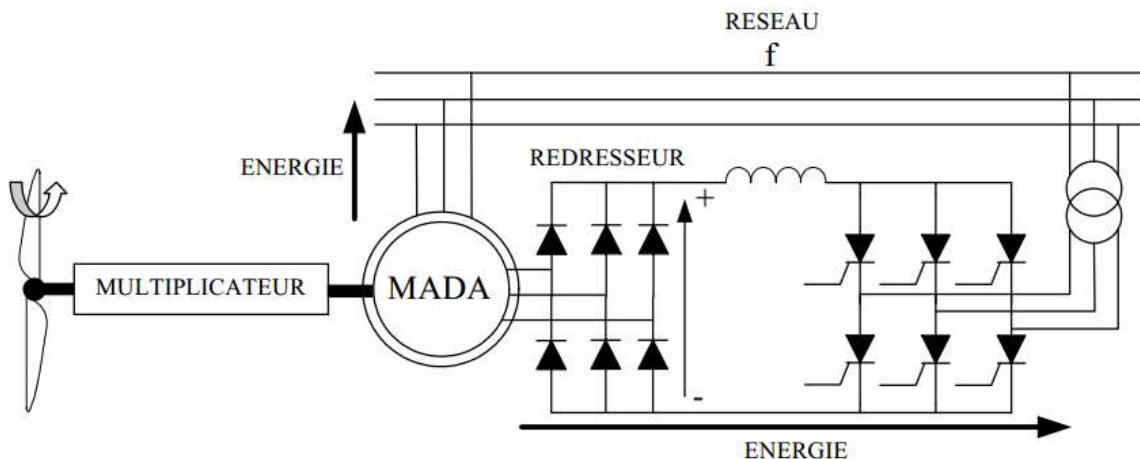 RESEAU
f
ENERGIE
REDRESSEUR
+
MULTIPLICATEUR
MADA
-
ENERGIE